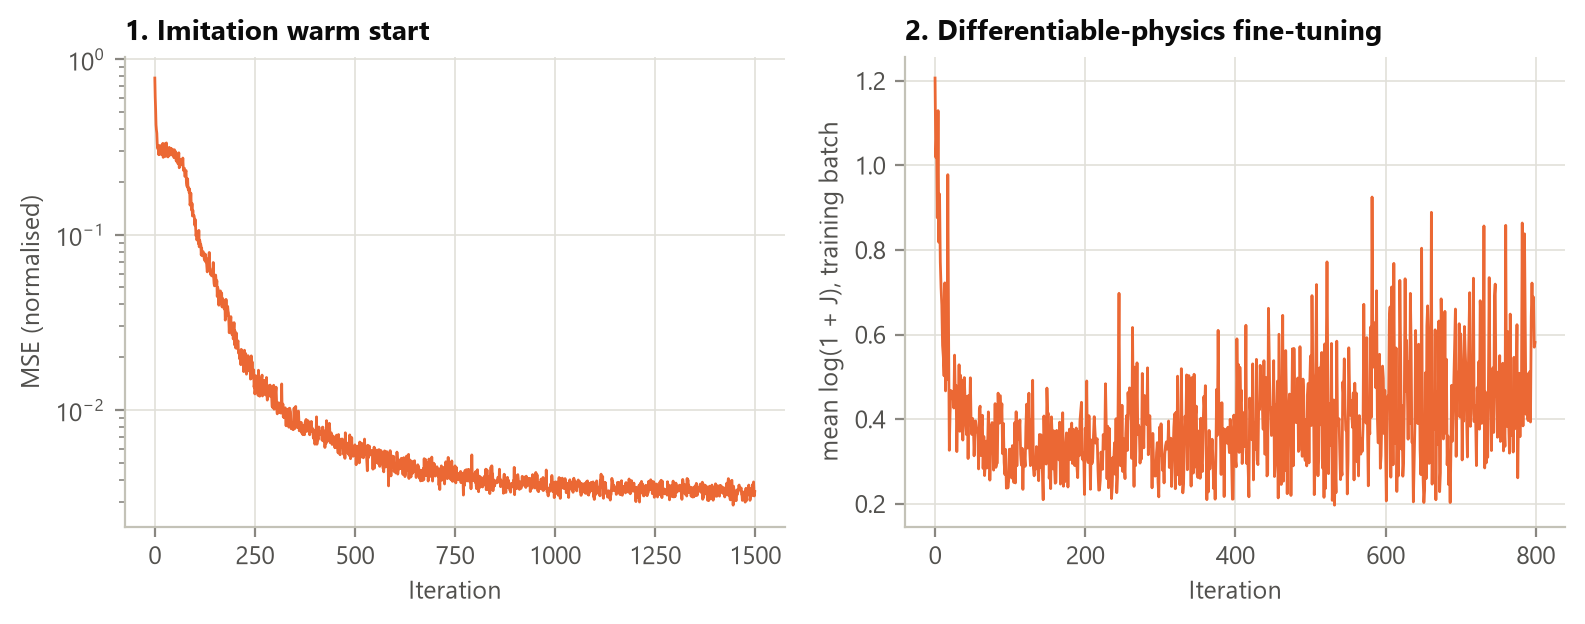 1. Imitation warm start
MSE (normalised)
10⁰
10⁻¹
10⁻²
0 250 500 750 1000 1250 1500
Iteration
2. Differentiable-physics fine-tuning
mean log(1 + J), training batch
1.2
1.0
0.8
0.6
0.4
0.2
0 200 400 600 800
Iteration